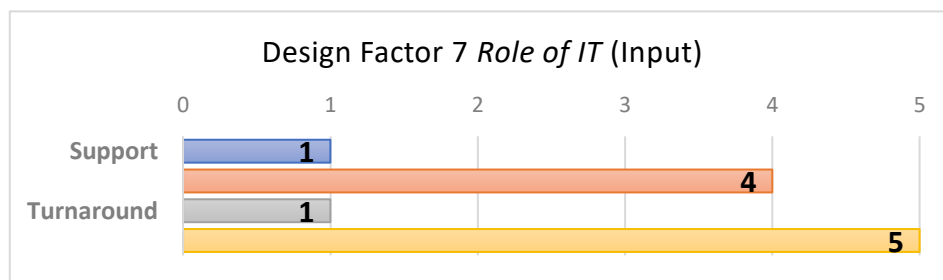 Design Factor 7 Role of IT (Input)
0 1 2 3 4 5
Support 1
4
Turnaround 1
5